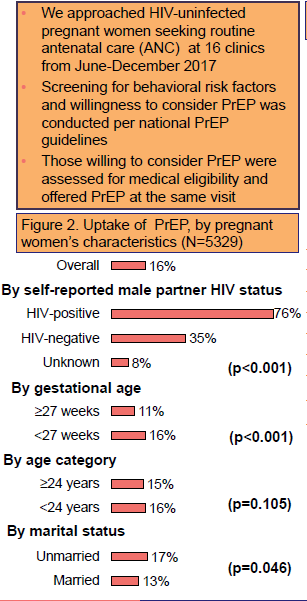 • We approached HIV-uninfected
pregnant women seeking routine
antenatal care (ANC) at 16 clinics
from June-December 2017
• Screening for behavioral risk factors
and willingness to consider PrEP was
conducted per national PrEP
guidelines
• Those willing to consider PrEP were
assessed for medical eligibility and
offered PrEP at the same visit
Figure 2. Uptake of PrEP, by pregnant
women's characteristics (N=5329)
Overall 16%
By self-reported male partner HIV status
HIV-positive 76%
HIV-negative 35%
Unknown 8% (p<0.001)
By gestational age
≥27 weeks 11%
<27 weeks 16% (p<0.001)
By age category
≥24 years 15%
<24 years 16% (p=0.105)
By marital status
Unmarried 17%
(p=0.046)
Married 13%